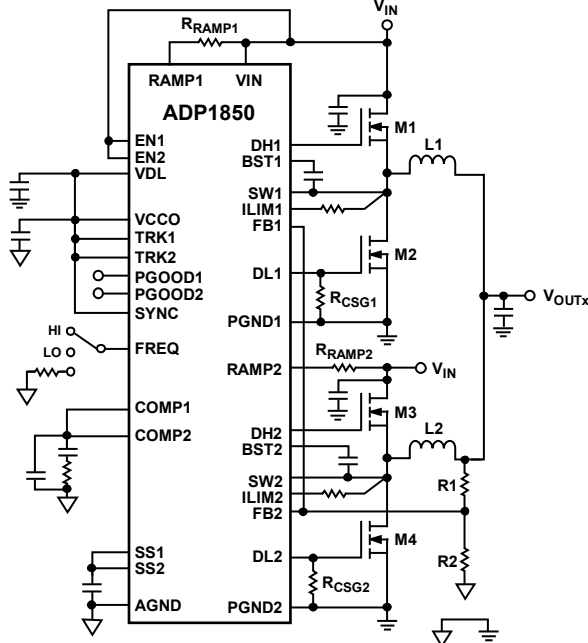 VIN
RRAMP1
RAMP1 VIN
ADP1850
EN1
EN2
VDL
VCCO
TRK1
TRK2
PGOOD1
PGOOD2
SYNC
HI
LO
FREQ
COMP1
COMP2
SS1
SS2
AGND
DH1
BST1
SW1
ILIM1
FB1
DL1
PGND1
RAMP2
DH2
BST2
SW2
ILIM2
FB2
DL2
PGND2
M1
L1
M2
RCSG1
VOUTx
RRAMP2
VIN
M3
L2
R1
M4
R2
RCSG2